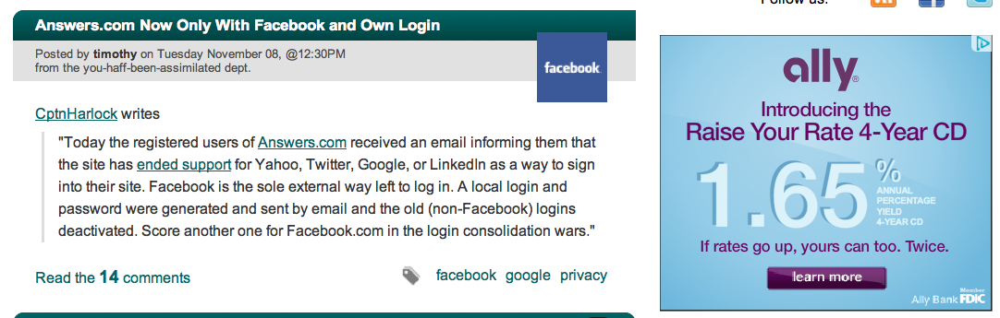 Follow us:
Answers.com Now Only With Facebook and Own Login
Posted by timothy on Tuesday November 08, @12:30PM
from the you-haff-been-assimilated dept.
facebook
CptnHarlock writes
"Today the registered users of Answers.com received an email informing them that
the site has ended support for Yahoo, Twitter, Google, or LinkedIn as a way to sign
into their site. Facebook is the sole external way left to log in. A local login and
password were generated and sent by email and the old (non-Facebook) logins
deactivated. Score another one for Facebook.com in the login consolidation wars."
Read the 14 comments
facebook google privacy
ally®
Introducing the
Raise Your Rate 4-Year CD
1.65%
ANNUAL
PERCENTAGE
YIELD
4-YEAR CD
If rates go up, yours can too. Twice.
learn more
Ally Bank Member FDIC